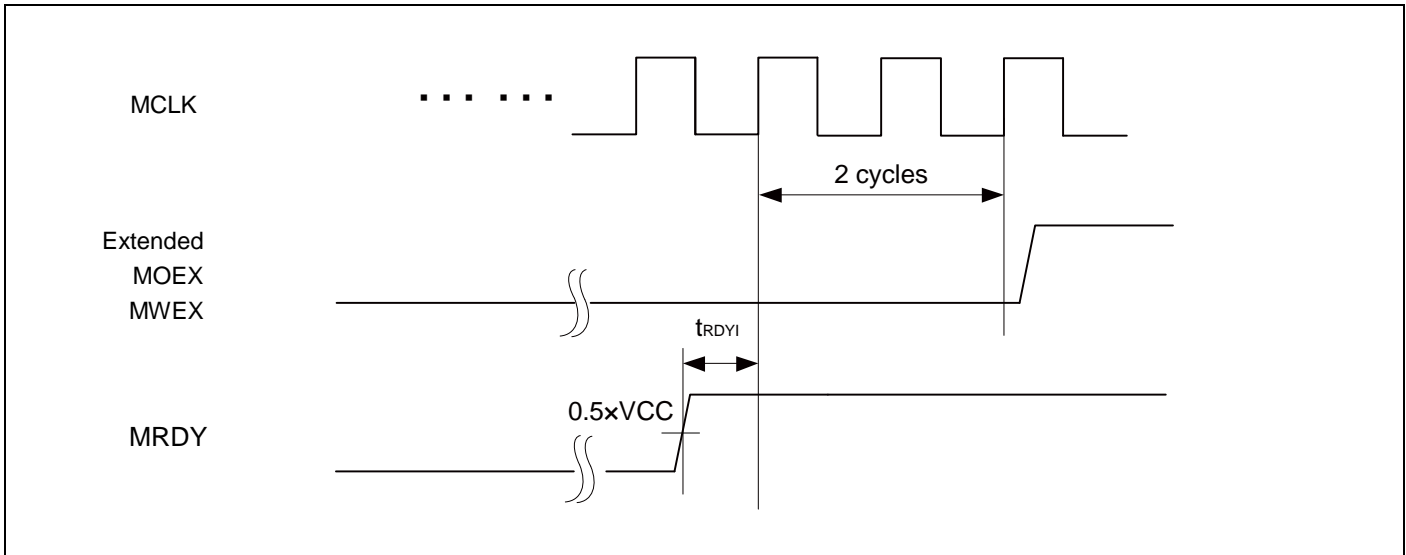 MCLK
2 cycles
Extended
MOEX
MWEX
tRDYI
0.5×VCC
MRDY